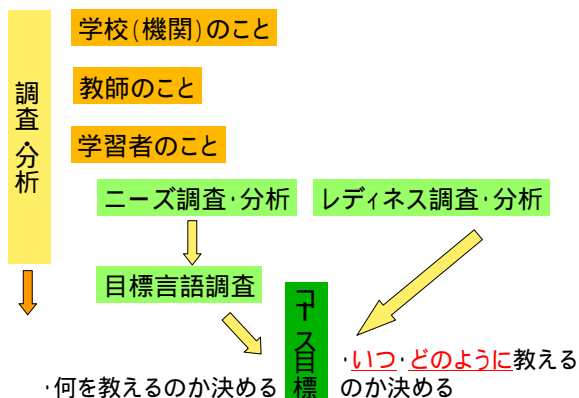 学校(機関)のこと
教師のこと
調査・分析
学習者のこと
ニーズ調査・分析
レディネス調査・分析
目標言語調査
コース目標
・いつ・どのように教える
のか決める
・何を教えるのか決める